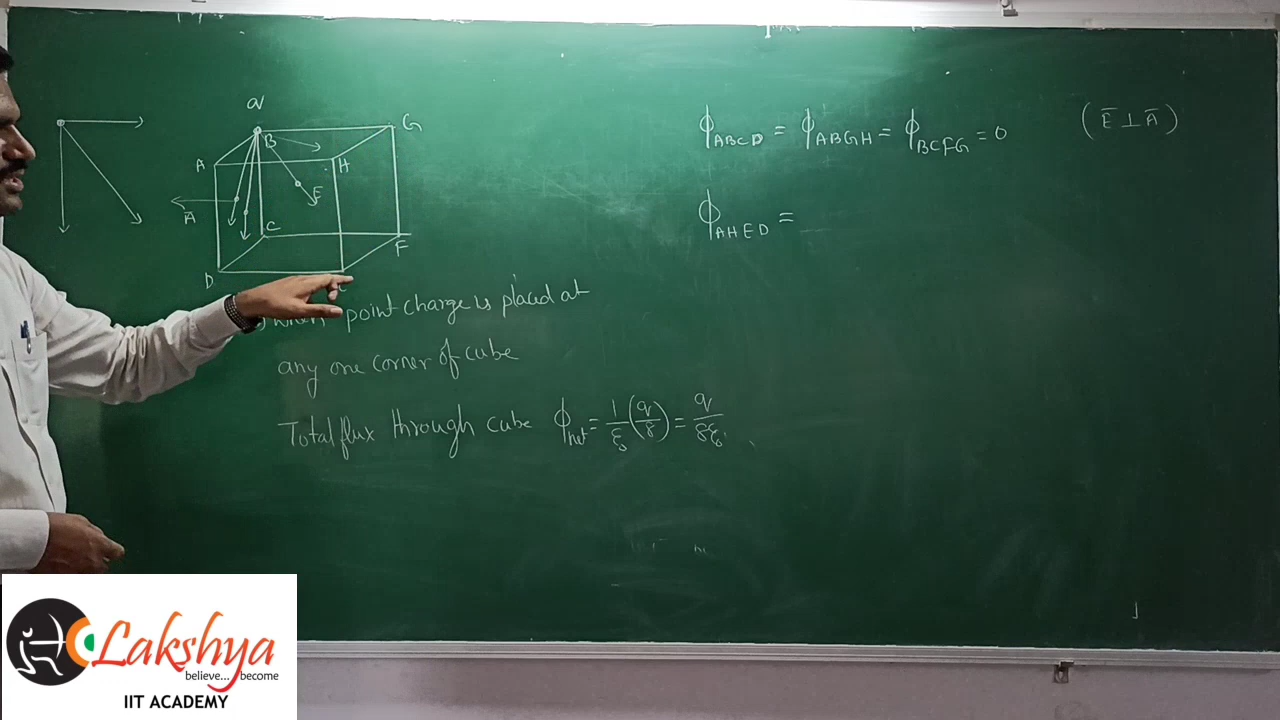 q
B
G
A
H
E
A̅
C
F
D
when point charge is placed at
any one corner of cube
Total flux through cube ϕnet = 1/ε₀ (q/8) = q/8ε₀
ϕABCD = ϕABGH = ϕBCFG = 0 (E̅ ⊥ A̅)
ϕAHED =
Lakshya
believe... become
IIT ACADEMY